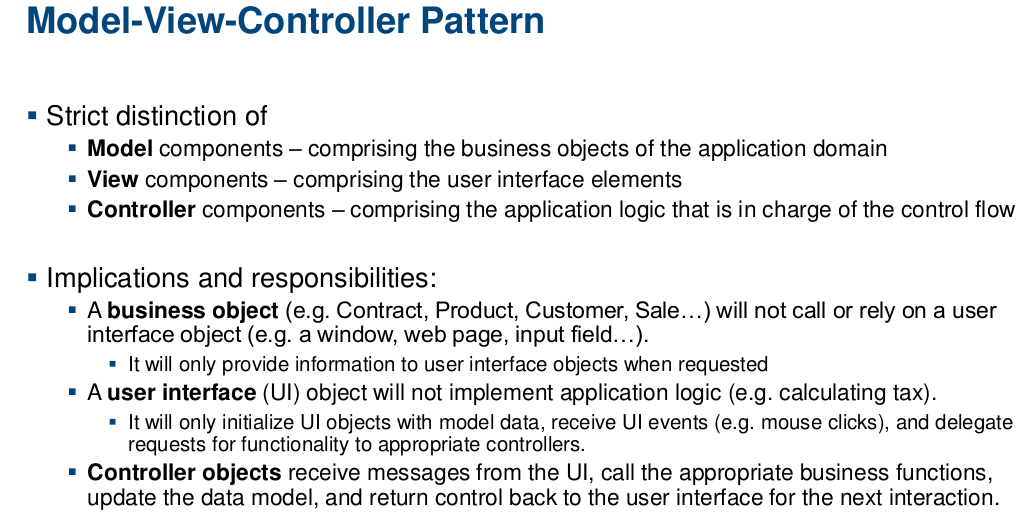 Model-View-Controller Pattern
▪ Strict distinction of
▪ Model components – comprising the business objects of the application domain
▪ View components – comprising the user interface elements
▪ Controller components – comprising the application logic that is in charge of the control flow
▪ Implications and responsibilities:
▪ A business object (e.g. Contract, Product, Customer, Sale…) will not call or rely on a user
interface object (e.g. a window, web page, input field…).
▪ It will only provide information to user interface objects when requested
▪ A user interface (UI) object will not implement application logic (e.g. calculating tax).
▪ It will only initialize UI objects with model data, receive UI events (e.g. mouse clicks), and delegate
requests for functionality to appropriate controllers.
▪ Controller objects receive messages from the UI, call the appropriate business functions,
update the data model, and return control back to the user interface for the next interaction.